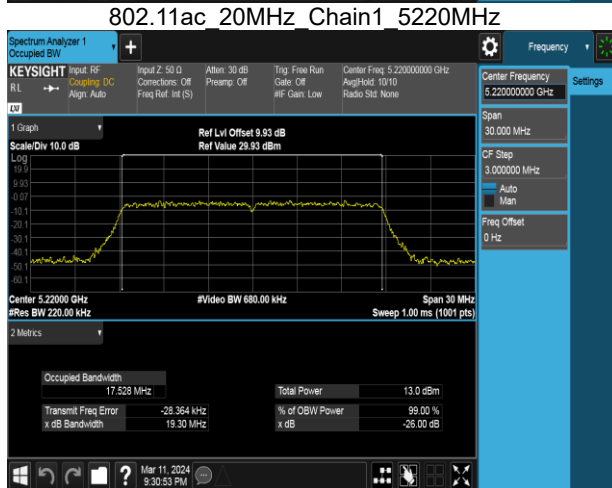 802.11ac_20MHz_Chain1_5220MHz
Spectrum Analyzer 1
Occupied BW
Frequency
KEYSIGHT Input: RF
Coupling: DC
Align: Auto
RL
LXI
Input Z: 50 Ω
Corrections: Off
Freq Ref: Int (S)
Atten: 30 dB
Preamp: Off
Trig: Free Run
Gate: Off
#IF Gain: Low
Center Freq: 5.220000000 GHz
Avg|Hold: 10/10
Radio Std: None
Center Frequency
5.220000000 GHz
Settings
Span
30.000 MHz
CF Step
3.000000 MHz
Auto
Man
Freq Offset
0 Hz
1 Graph
Scale/Div 10.0 dB
Ref Lvl Offset 9.93 dB
Ref Value 29.93 dBm
Log
19.9
9.93
-0.07
-10.1
-20.1
-30.1
-40.1
-50.1
-60.1
Center 5.22000 GHz
#Res BW 220.00 kHz
#Video BW 680.00 kHz
Span 30 MHz
Sweep 1.00 ms (1001 pts)
2 Metrics
Occupied Bandwidth
17.528 MHz
Total Power 13.0 dBm
Transmit Freq Error -28.364 kHz
% of OBW Power 99.00 %
x dB Bandwidth 19.30 MHz
x dB -26.00 dB
Mar 11, 2024
9:30:53 PM